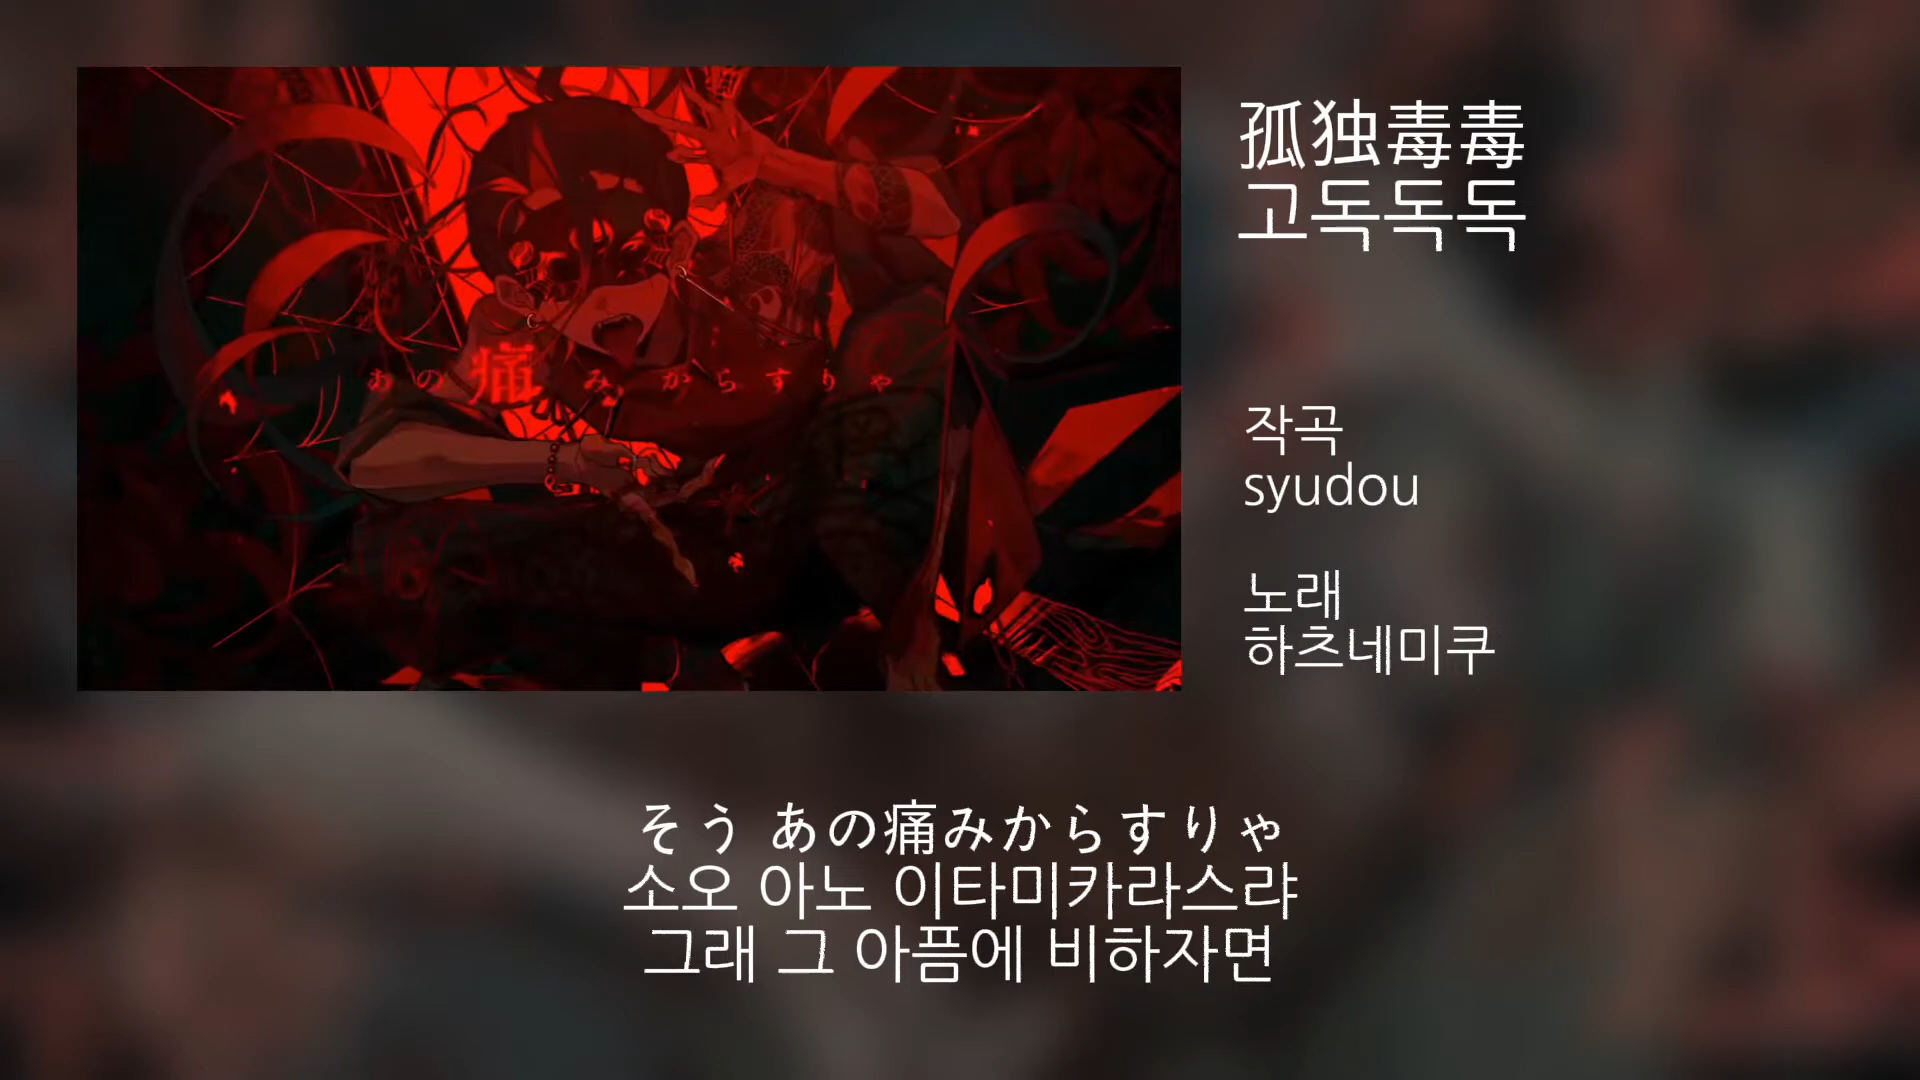 孤独毒毒
고독독독
あの痛みからすりゃ
작곡
syudou
노래
하츠네미쿠
そう あの痛みからすりゃ
소오 아노 이타미카라스랴
그래 그 아픔에 비하자면